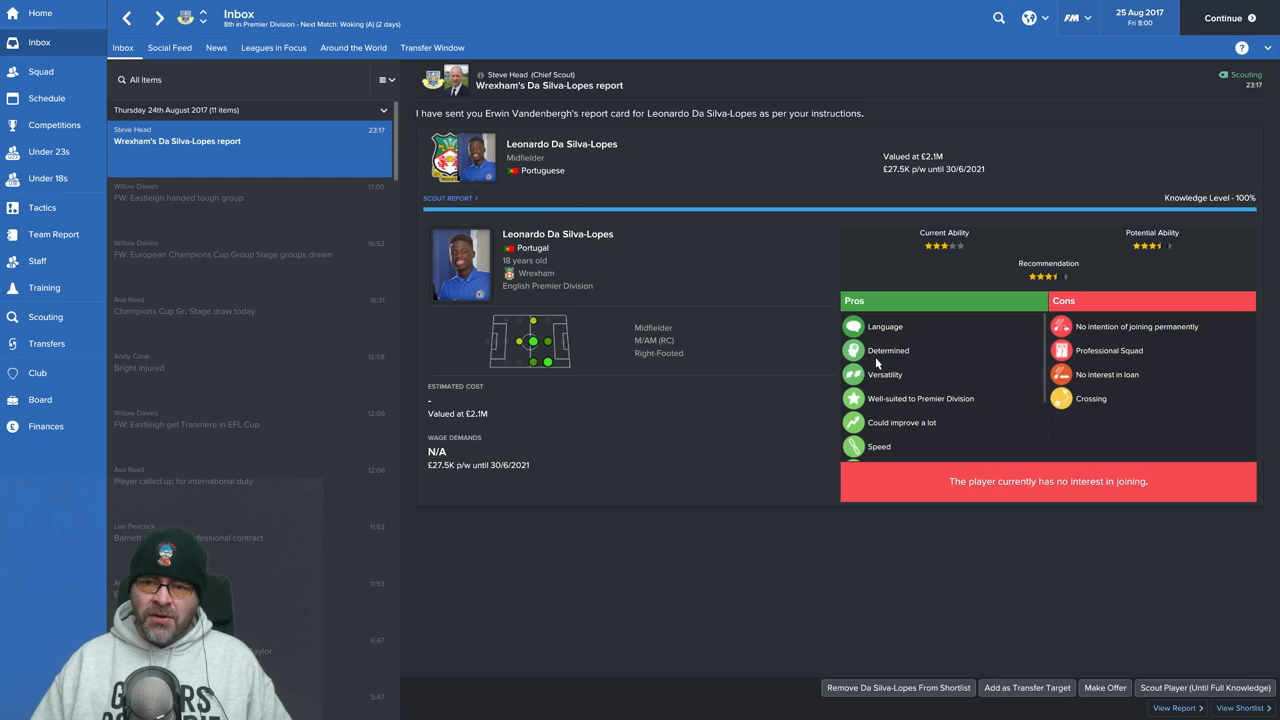 Home
Inbox
Squad
Schedule
Competitions
Under 23s
Under 18s
Tactics
Team Report
Staff
Training
Scouting
Transfers
Club
Board
Finances
Inbox
8th in Premier Division - Next Match: Woking (A) (2 days)
FM
25 Aug 2017
Fri 8:00
Continue
Inbox
Social Feed
News
Leagues in Focus
Around the World
Transfer Window
?
All Items
Thursday 24th August 2017 (11 items)
Steve Head
23:17
Wrexham's Da Silva-Lopes report
Willow Davies
17:00
FW: Eastleigh handed tough group
Willow Davies
16:52
FW: European Champions Cup Group Stage groups drawn
Ava Reed
16:31
Champions Cup Gr. Stage draw today
Andy Cook
15:58
Bright injured
Willow Davies
12:09
FW: Eastleigh get Tranmere in EFL Cup
Ava Reed
12:06
Player called up for international duty
Lee Peacock
11:53
Barnett
professional contract
11:53
6:47
aylor
5:47
Steve Head (Chief Scout)
Wrexham's Da Silva-Lopes report
Scouting
23:17
I have sent you Erwin Vandenbergh's report card for Leonardo Da Silva-Lopes as per your instructions.
Leonardo Da Silva-Lopes
Midfielder
Portuguese
Valued at £2.1M
£27.5K p/w until 30/6/2021
SCOUT REPORT >
Knowledge Level - 100%
Leonardo Da Silva-Lopes
Portugal
18 years old
Wrexham
English Premier Division
Midfielder
M/AM (RC)
Right-Footed
ESTIMATED COST
-
Valued at £2.1M
WAGE DEMANDS
N/A
£27.5K p/w until 30/6/2021
Current Ability
Potential Ability
Recommendation
Pros
Cons
Language
Determined
Versatility
Well-suited to Premier Division
Could improve a lot
Speed
No intention of joining permanently
Professional Squad
No interest in loan
Crossing
The player currently has no interest in joining.
Remove Da Silva-Lopes From Shortlist
Add as Transfer Target
Make Offer
Scout Player (Until Full Knowledge)
View Report >
View Shortlist >